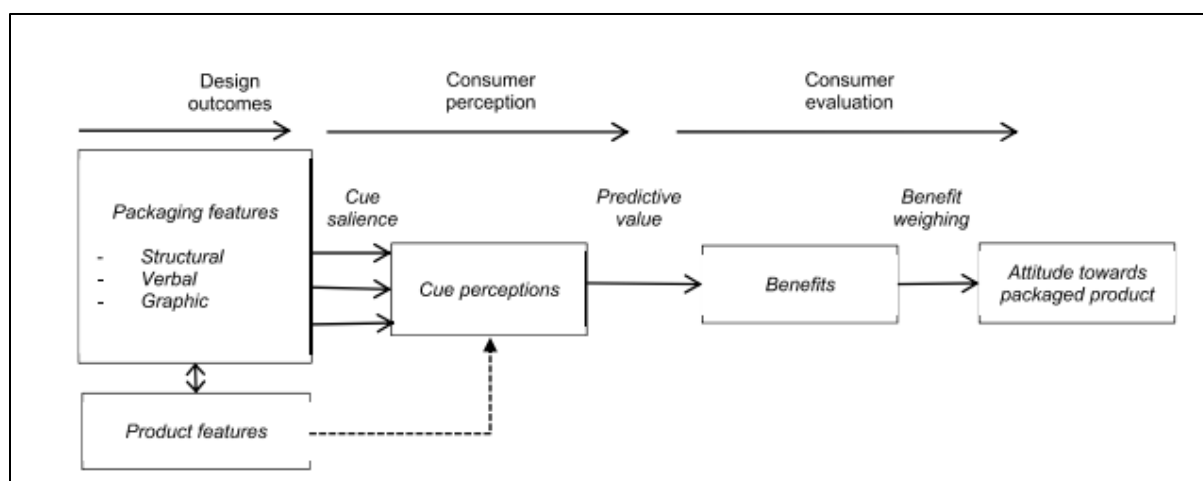 Design
outcomes
Consumer
perception
Consumer
evaluation
Packaging features
- Structural
- Verbal
- Graphic
Cue
salience
Cue perceptions
Predictive
value
Benefits
Benefit
weighing
Attitude towards
packaged product
Product features